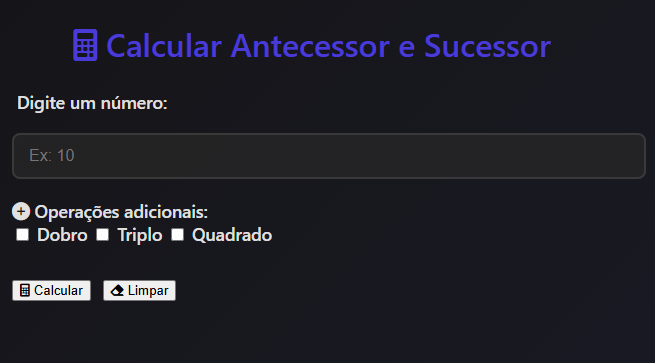 Calcular Antecessor e Sucessor
Digite um número:
Ex: 10
Operações adicionais:
Dobro Triplo Quadrado
Calcular Limpar